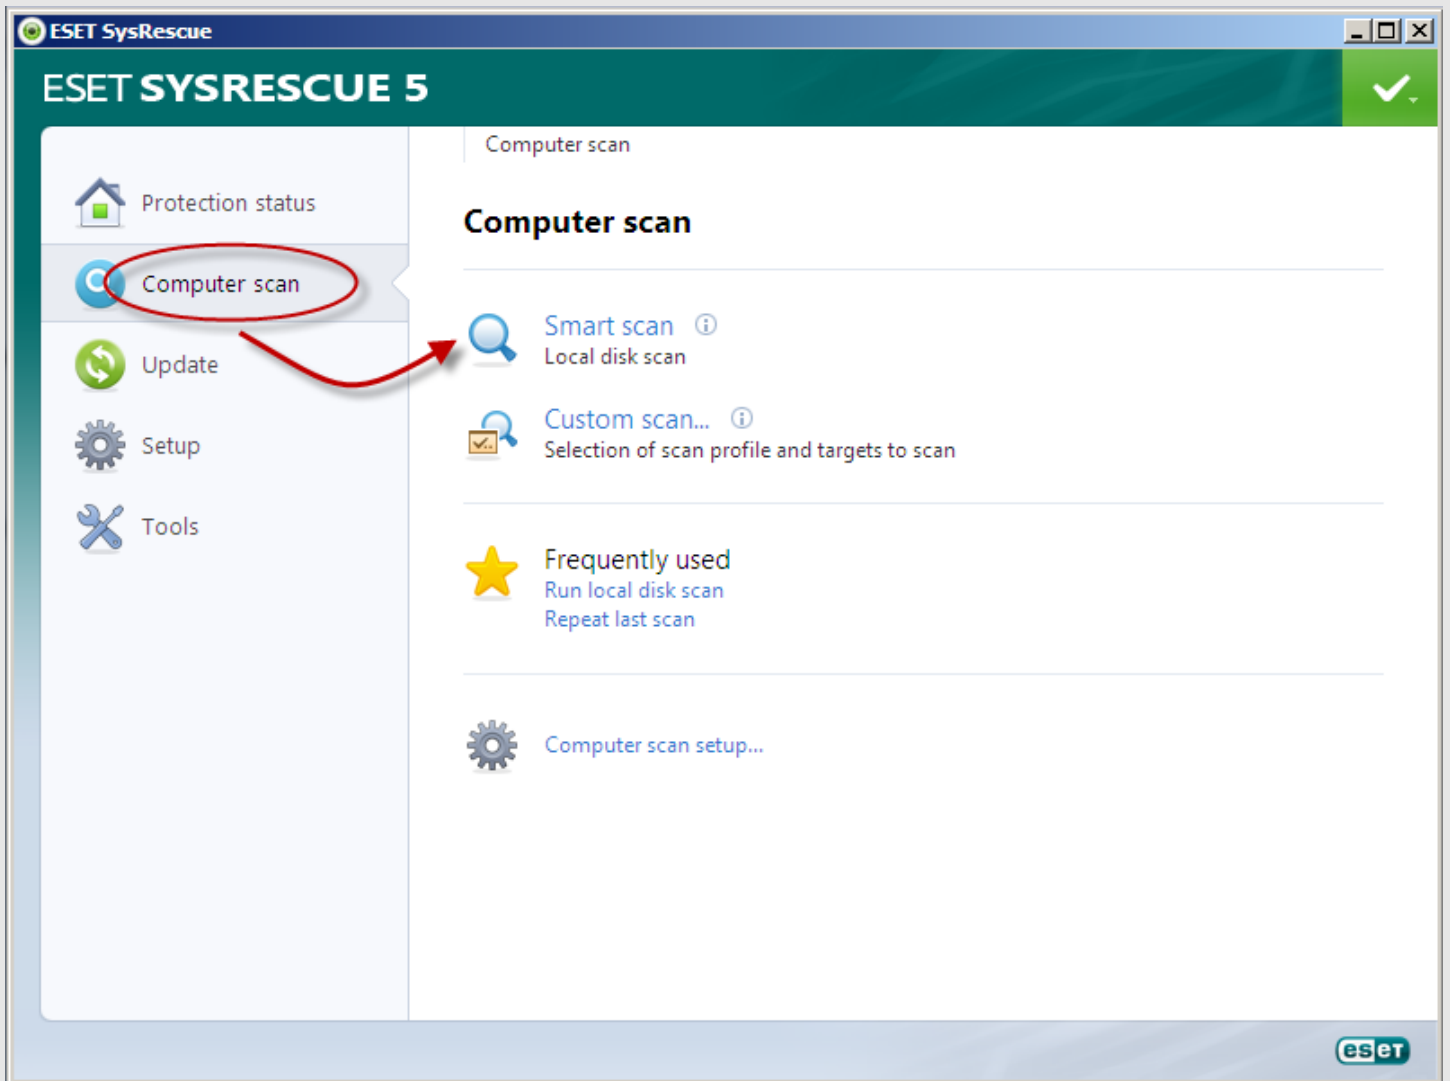 ESET SysRescue
ESET SYSRESCUE 5
Computer scan
Protection status
Computer scan
Update
Setup
Tools
Computer scan
Smart scan
Local disk scan
Custom scan...
Selection of scan profile and targets to scan
Frequently used
Run local disk scan
Repeat last scan
Computer scan setup...
eseT